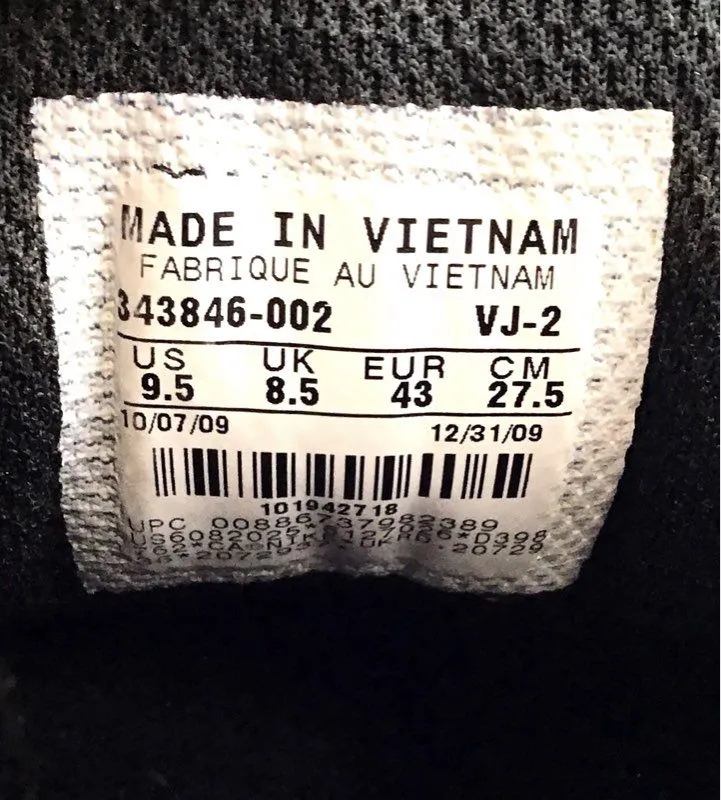 MADE IN VIETNAM
FABRIQUE AU VIETNAM
343846-002 VJ-2
US UK EUR CM
9.5 8.5 43 27.5
10/07/09 12/31/09
101942718
UPC